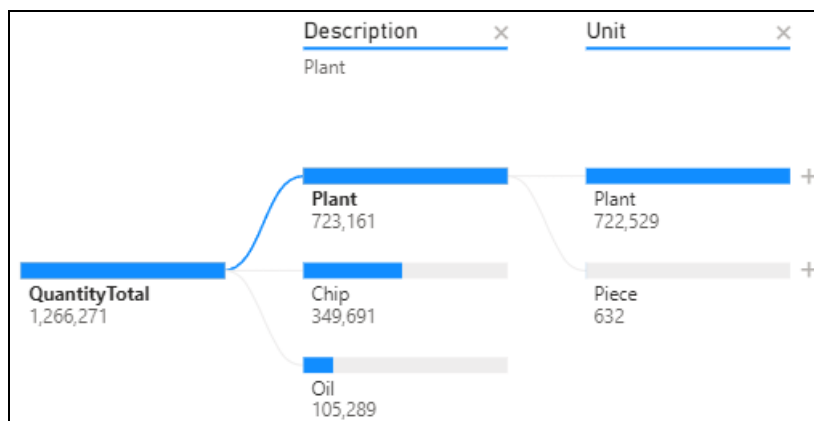 Description ×
Unit ×
Plant
Plant
723,161
Plant
722,529
+
QuantityTotal
1,266,271
Chip
349,691
Piece
632
+
Oil
105,289